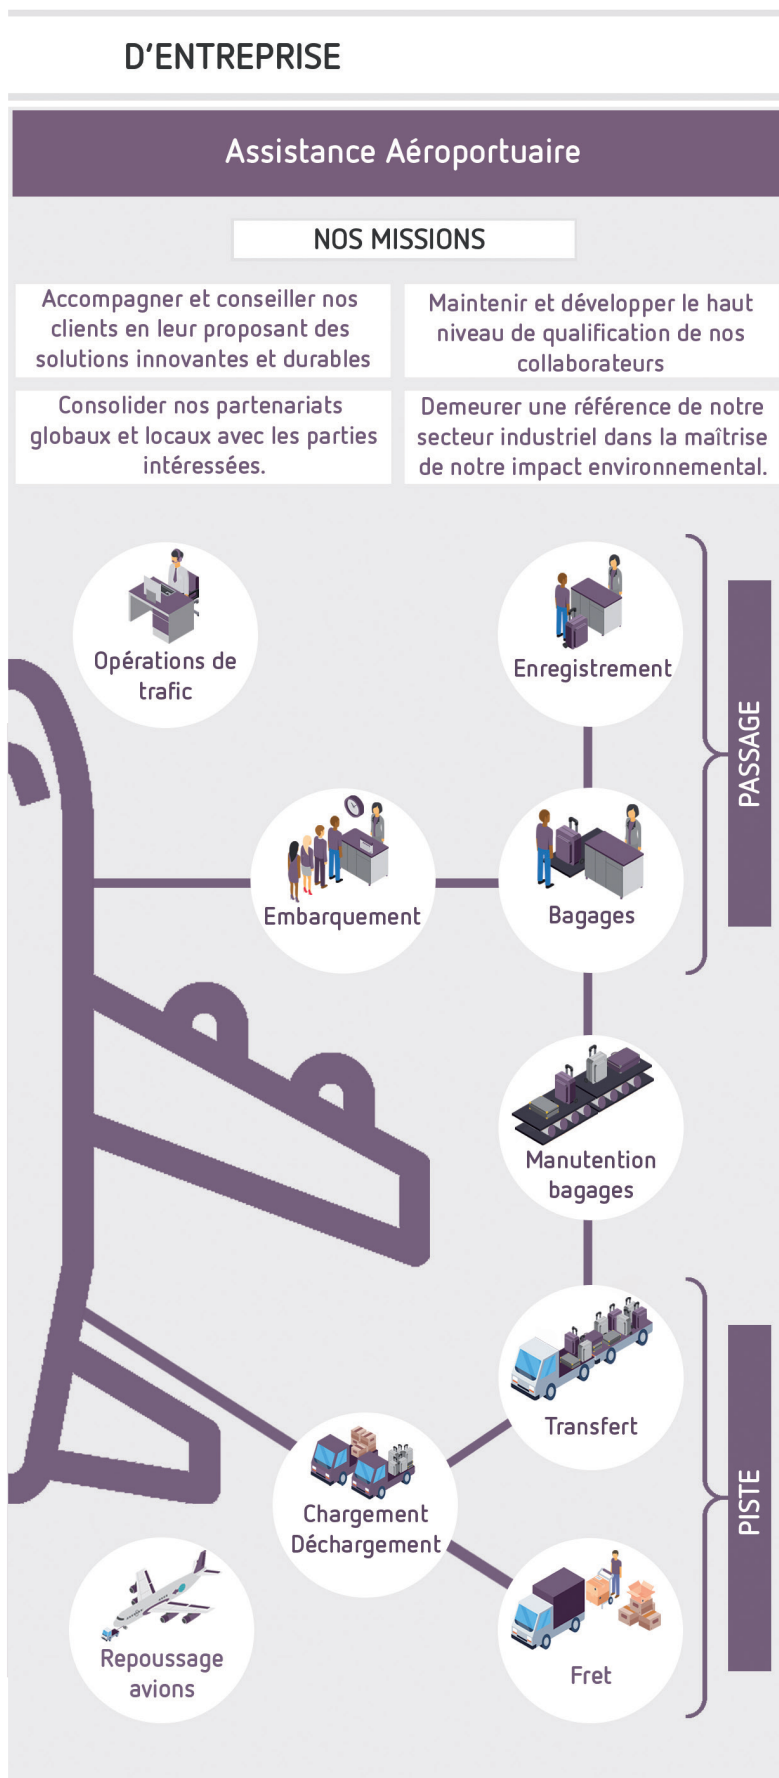 D'ENTREPRISE
Assistance Aéroportuaire
NOS MISSIONS
Accompagner et conseiller nos
clients en leur proposant des
solutions innovantes et durables
Maintenir et développer le haut
niveau de qualification de nos
collaborateurs
Consolider nos partenariats
globaux et locaux avec les parties
intéressées.
Demeurer une référence de notre
secteur industriel dans la maîtrise
de notre impact environnemental.
Opérations de
trafic
Enregistrement
PASSAGE
Embarquement
Bagages
Manutention
bagages
Transfert
PISTE
Chargement
Déchargement
Repoussage
avions
Fret